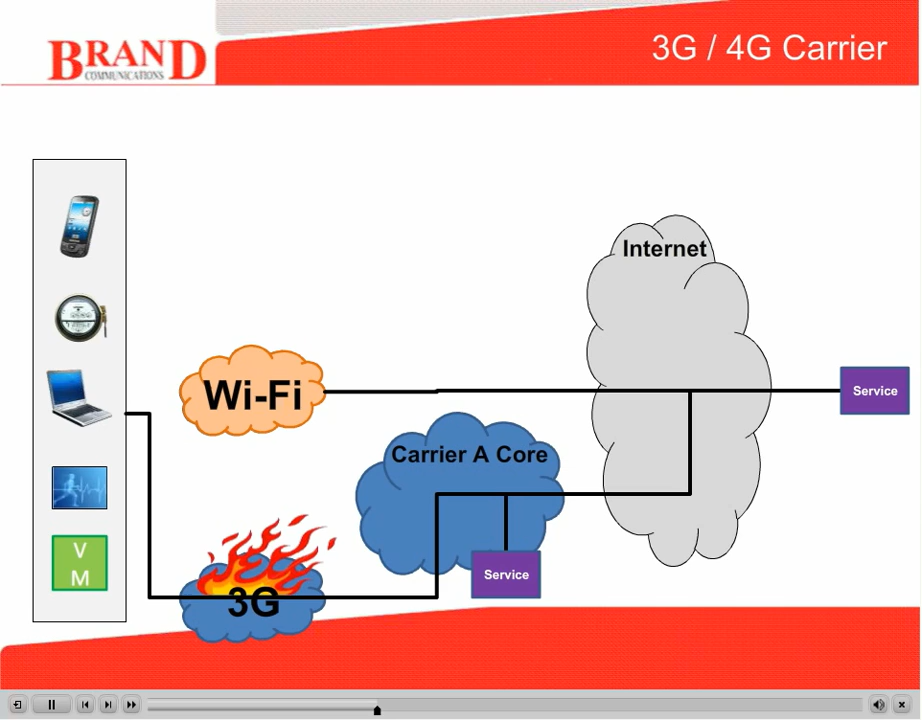 BRAND
COMMUNICATIONS
3G / 4G Carrier
Internet
Wi-Fi
Service
Carrier A Core
V
M
Service
3G